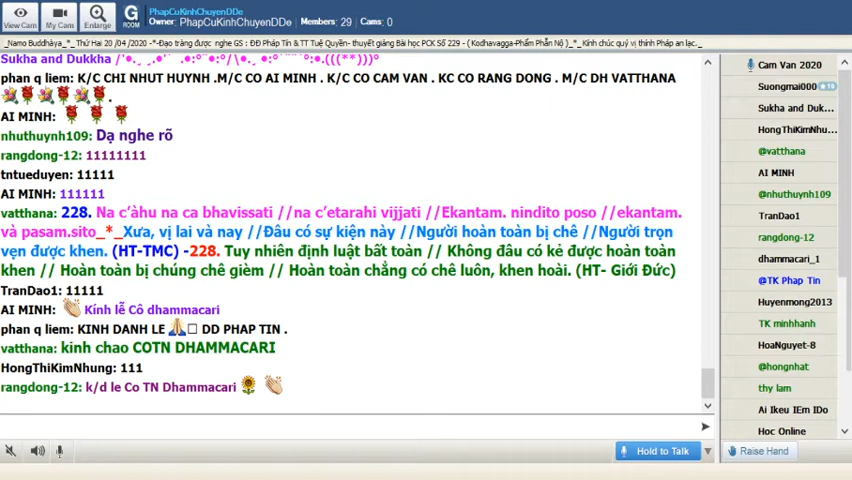 View Cam
My Cam
Enlarge
G
ROOM
PhapCuKinhChuyenDDe
Owner: PhapCuKinhChuyenDDe Members: 29 Cams: 0
_Namo Buddhàya_*_ Thứ Hai 20 /04 /2020 -*-Đạo tràng được nghe GS : ĐĐ Pháp Tín & TT Tuệ Quyền- thuyết giảng Bài học PCK Số 229 - ( Kodhavagga-Phẩm Phẫn Nộ )_*_ Kính chúc quý vị thính Pháp an lạc._
Sukha and Dukkha
phan q liem: K/C CHI NHUT HUYNH .M/C CO AI MINH . K/C CO CAM VAN . KC CO RANG DONG . M/C DH VATTHANA
.
AI MINH:
nhuthuynh109: Dạ nghe rõ
rangdong-12: 11111111
tntueduyen: 11111
AI MINH: 111111
vatthana: 228. Na c'àhu na ca bhavissati //na c'etarahi vijjati //Ekantam. nindito poso //ekantam.
và pasam.sito_*_Xưa, vị lai và nay //Đâu có sự kiện này //Người hoàn toàn bị chê //Người trọn
vẹn được khen. (HT-TMC) -228. Tuy nhiên định luật bất toàn // Không đâu có kẻ được hoàn toàn
khen // Hoàn toàn bị chúng chê gièm // Hoàn toàn chẳng có chê luôn, khen hoài. (HT- Giới Đức)
TranDao1: 11111
AI MINH: Kính lễ Cô dhammacari
phan q liem: KINH DANH LE DD PHAP TIN .
vatthana: kinh chao COTN DHAMMACARI
HongThiKimNhung: 111
rangdong-12: k/d le Co TN Dhammacari
Hold to Talk
Cam Van 2020
Suongmai000
Sukha and Duk...
HongThiKimNhu...
@vatthana
AI MINH
@nhuthuynh109
TranDao1
rangdong-12
dhammacari_1
@TK Phap Tin
Huyenmong2013
TK minhhanh
HoaNguyet-8
@hongnhat
thy lam
Ai Ikeu IEm IDo
Hoc Online
Raise Hand